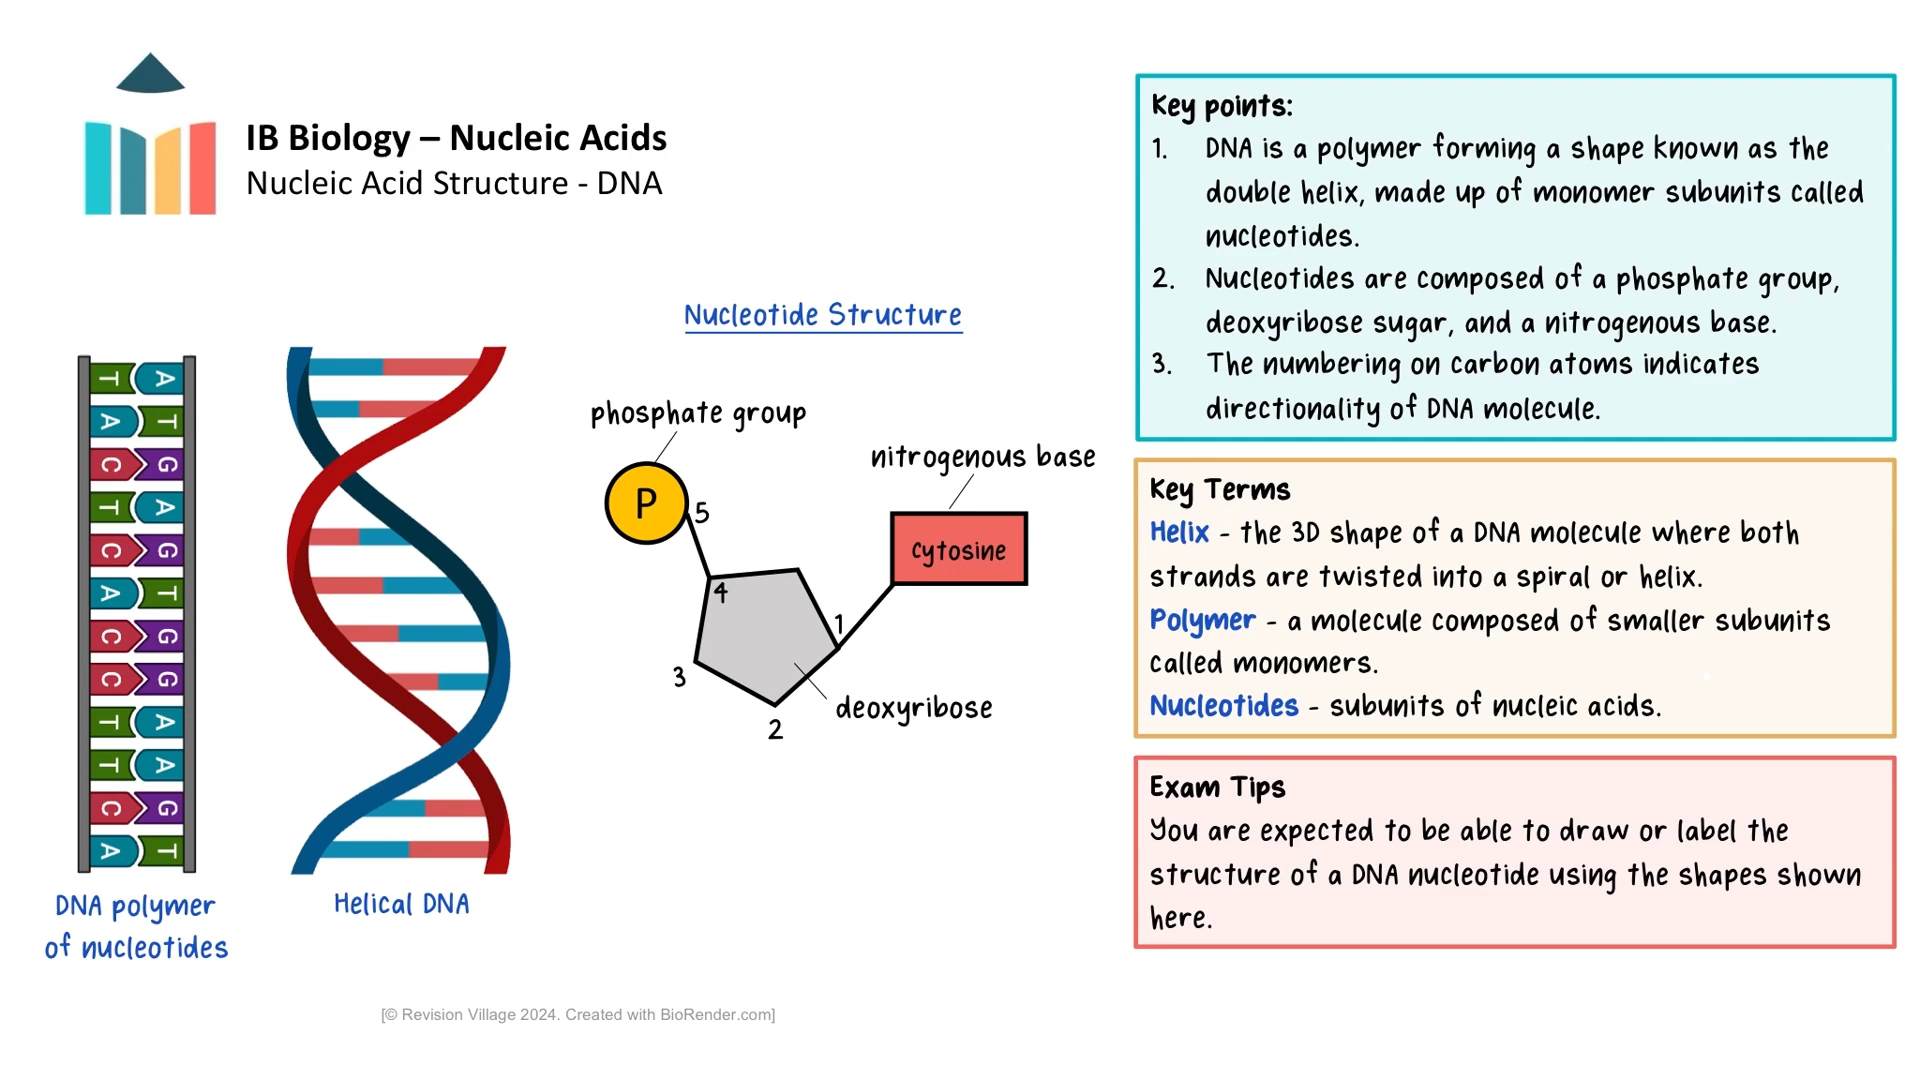 IB Biology – Nucleic Acids
Nucleic Acid Structure - DNA
T A
A T
C G
T A
C G
A T
C G
C G
T A
T A
C G
A T
DNA polymer
of nucleotides
Helical DNA
Nucleotide Structure
phosphate group
nitrogenous base
P
5
cytosine
4
1
3
deoxyribose
2
Key points:
1. DNA is a polymer forming a shape known as the
double helix, made up of monomer subunits called
nucleotides.
2. Nucleotides are composed of a phosphate group,
deoxyribose sugar, and a nitrogenous base.
3. The numbering on carbon atoms indicates
directionality of DNA molecule.
Key Terms
Helix - the 3D shape of a DNA molecule where both
strands are twisted into a spiral or helix.
Polymer - a molecule composed of smaller subunits
called monomers.
Nucleotides - subunits of nucleic acids.
Exam Tips
You are expected to be able to draw or label the
structure of a DNA nucleotide using the shapes shown
here.
[© Revision Village 2024. Created with BioRender.com]